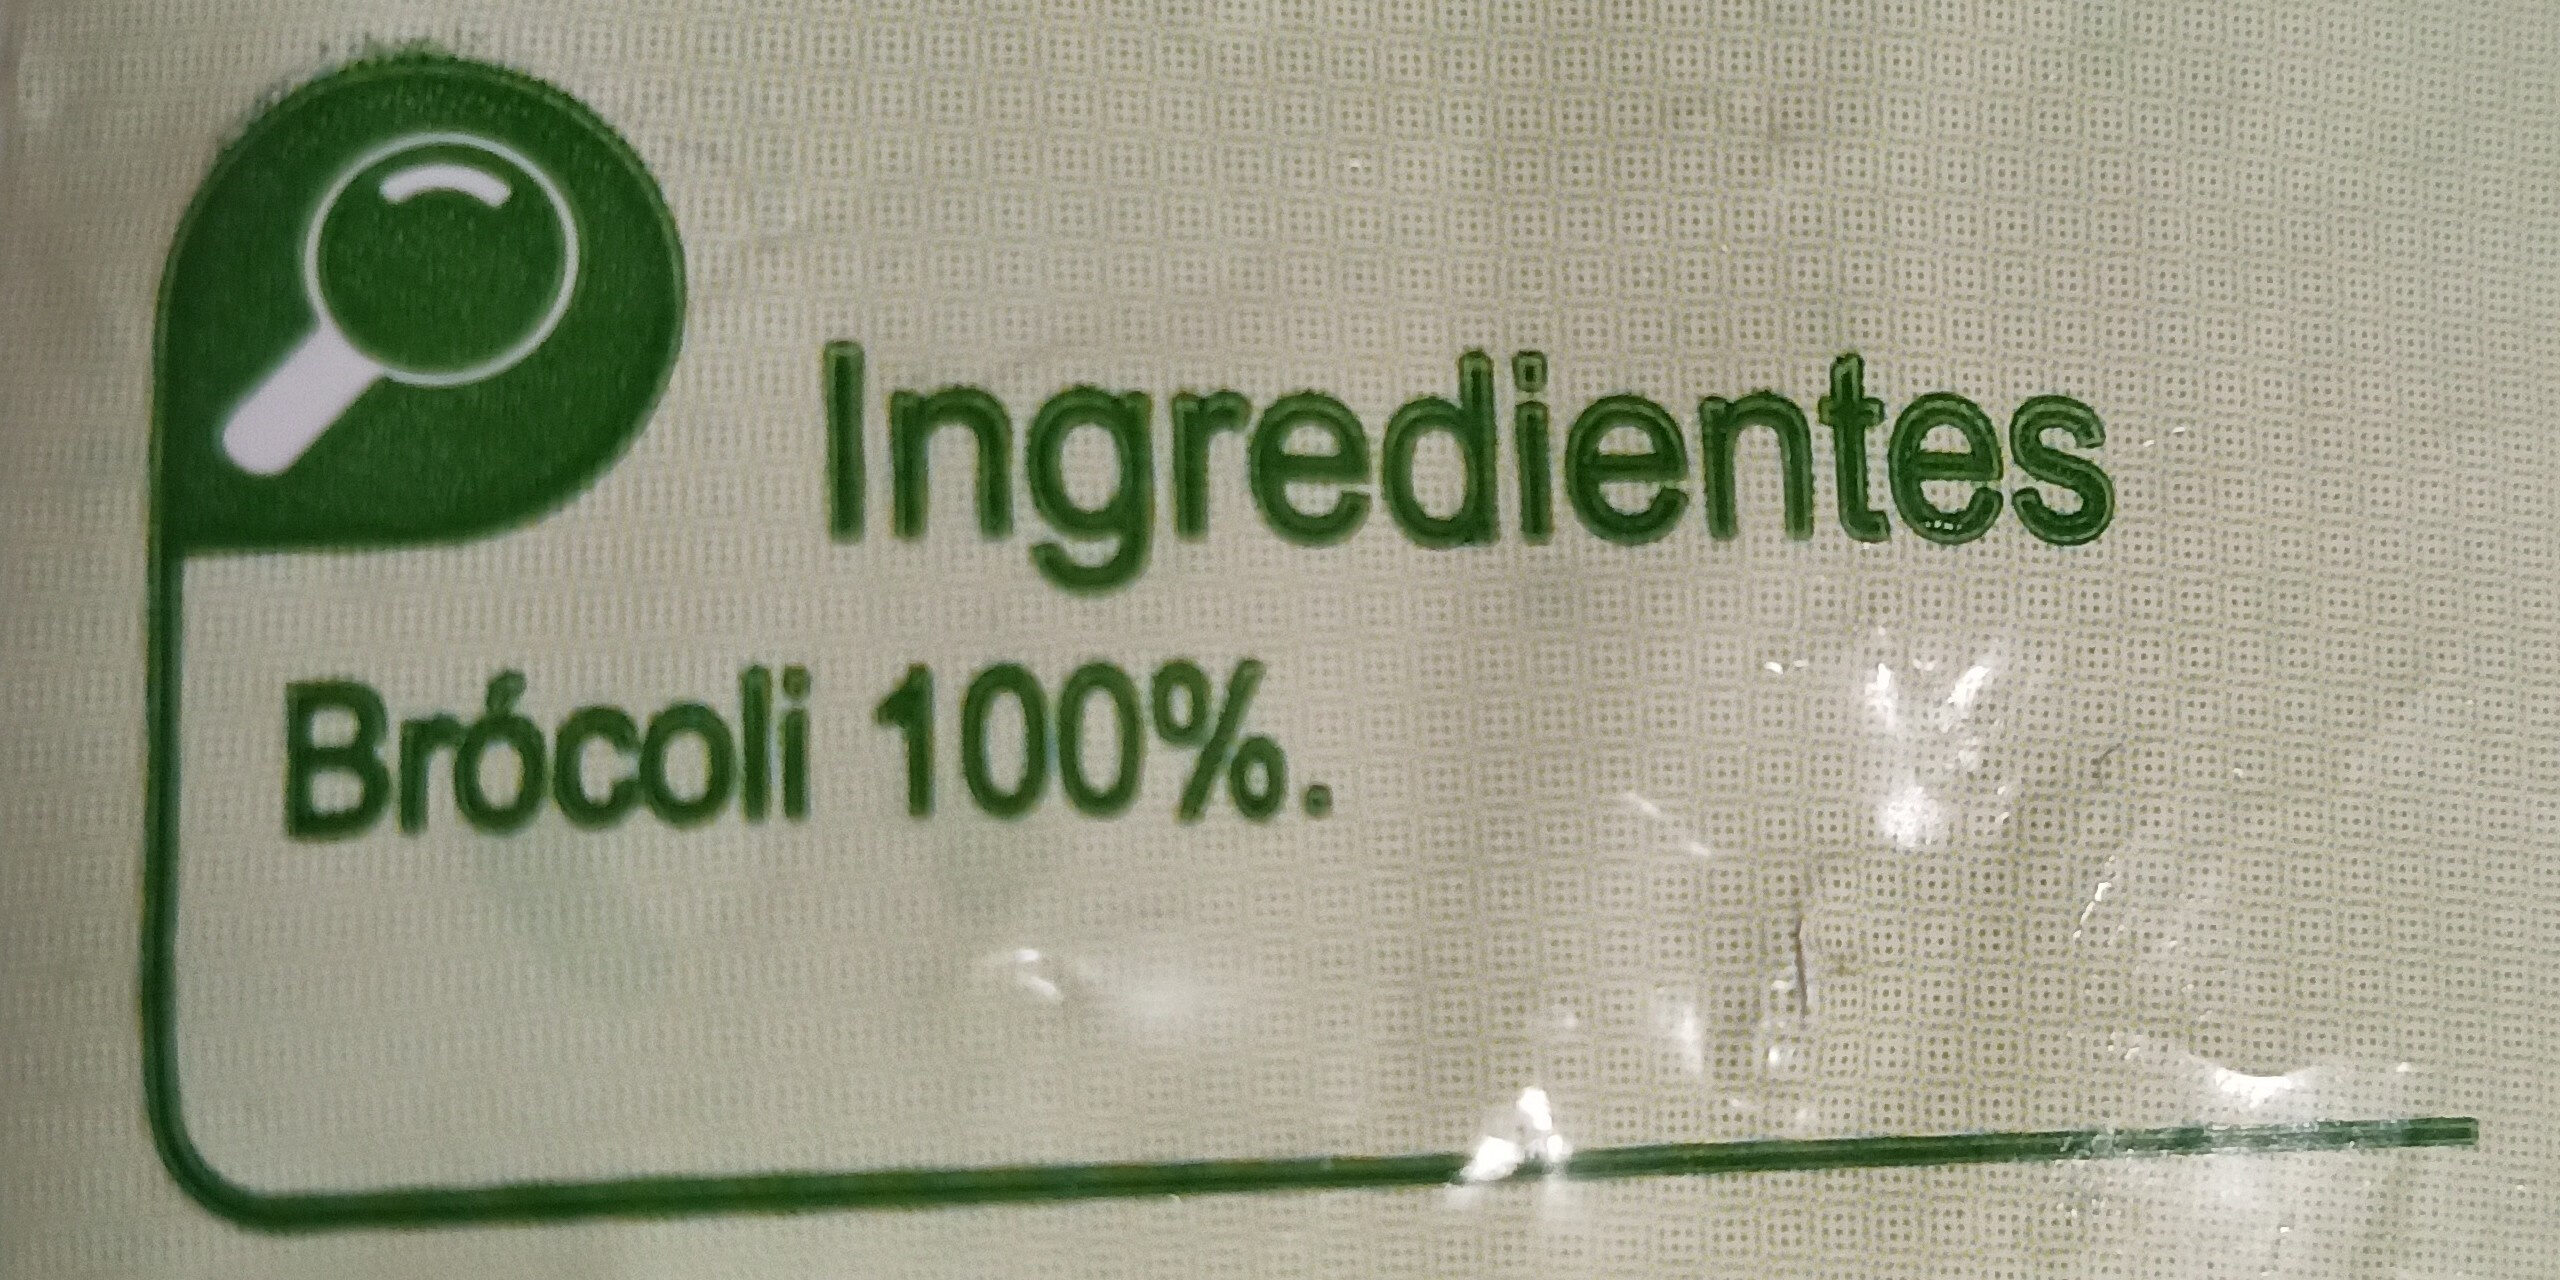 Ingredientes
Brócoli 100%.